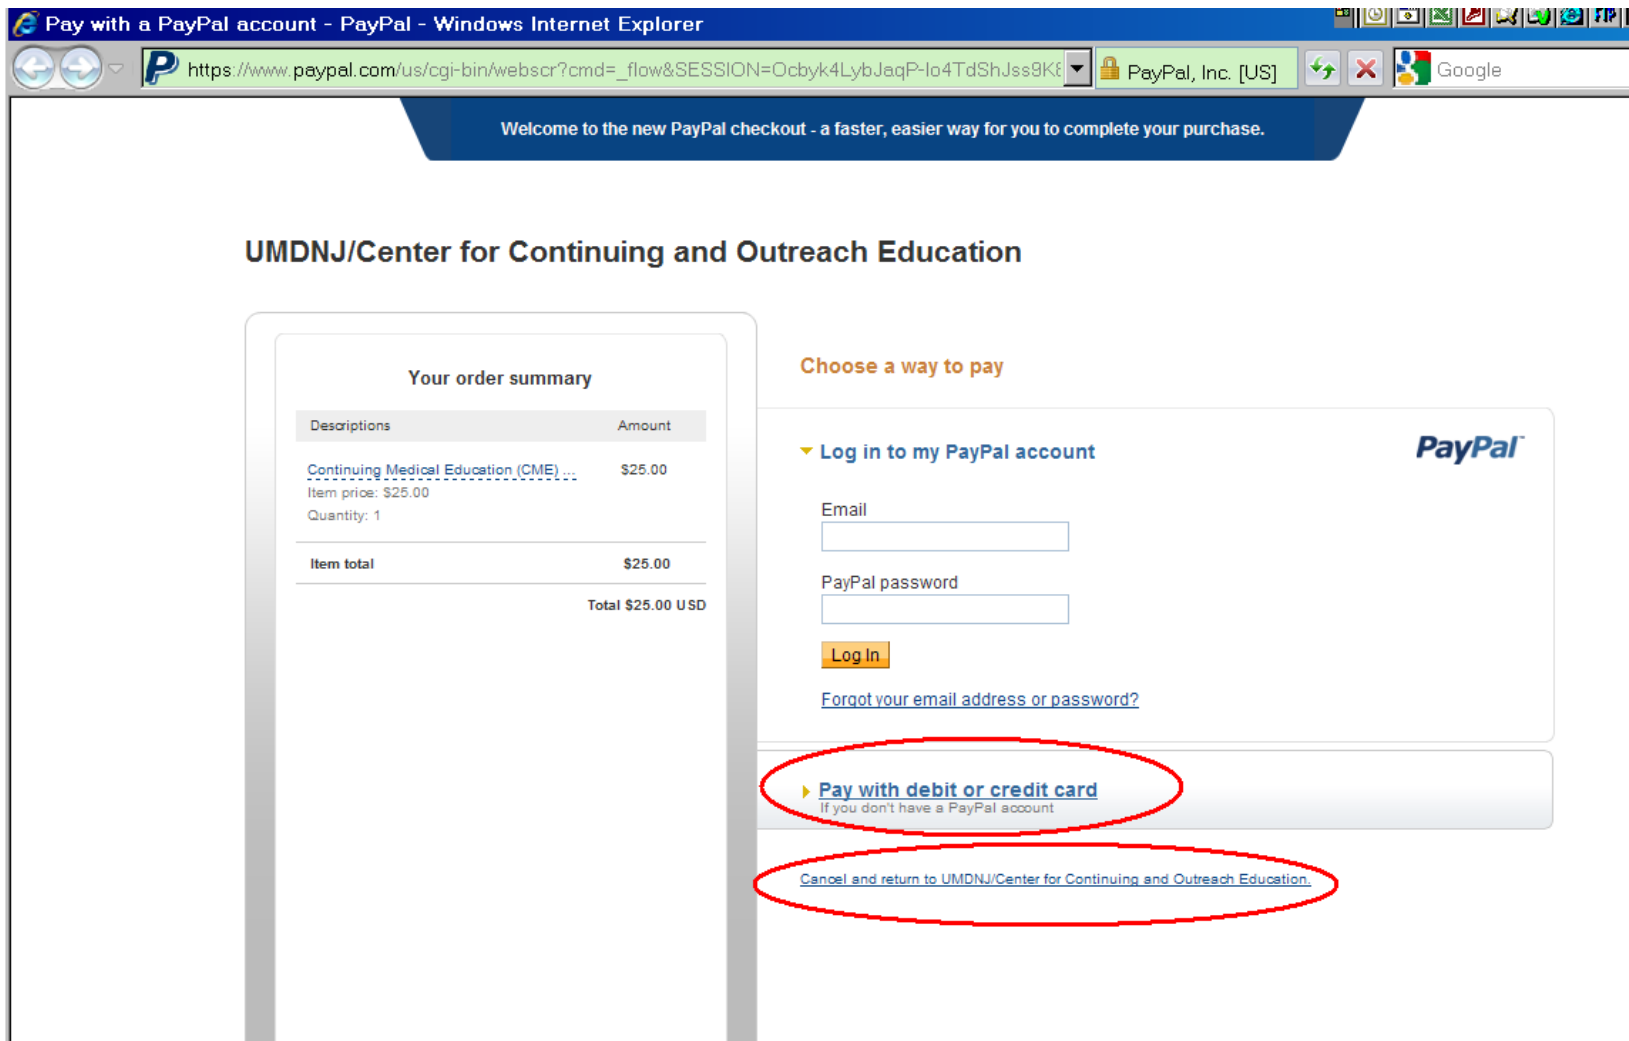 Pay with a PayPal account - PayPal - Windows Internet Explorer
https://www.paypal.com/us/cgi-bin/webscr?cmd=_flow&SESSION=
PayPal, Inc. [US]
Google
Welcome to the new PayPal checkout - a faster, easier way for you to complete your purchase.
UMDNJ/Center for Continuing and Outreach Education
Your order summary
Descriptions Amount
Continuing Medical Education (CME) ... $25.00
Item price: $25.00
Quantity: 1
Item total $25.00
Total $25.00 USD
Choose a way to pay
Log in to my PayPal account
PayPal
Email
PayPal password
Log In
Forgot your email address or password?
Pay with debit or credit card
If you don't have a PayPal account
Cancel and return to UMDNJ/Center for Continuing and Outreach Education.